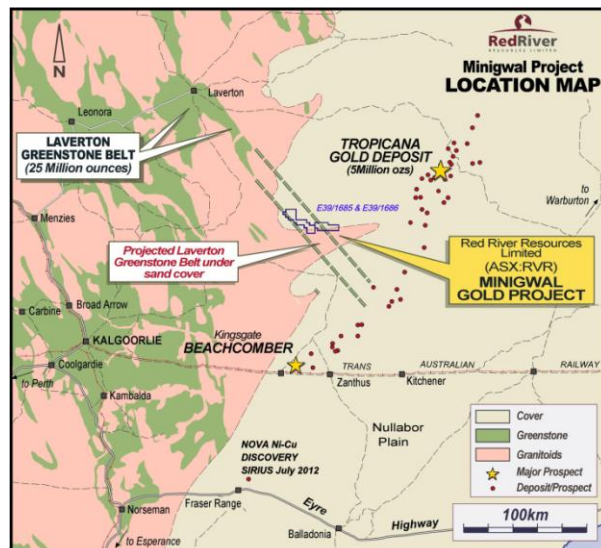 RedRiver
RESOURCES LIMITED
Minigwal Project
LOCATION MAP
N
Laverton
Leonora
LAVERTON
GREENSTONE BELT
(25 Million ounces)
TROPICANA
GOLD DEPOSIT
(5Million ozs)
to
Warburton
E39/1685 & E39/1686
Menzies
Projected Laverton
Greenstone Belt under
sand cover
Red River Resources
Limited
(ASX:RVR)
MINIGWAL
GOLD PROJECT
Carbine
Broad Arrow
KALGOORLIE
Kingsgate
BEACHCOMBER
Coolgardie
to Perth
Kambalda
TRANS AUSTRALIAN RAILWAY
Zanthus
Kitchener
Nullabor
Plain
NOVA Ni-Cu
DISCOVERY
SIRIUS July 2012
Norseman
Fraser Range
Eyre
Highway
Balladonia
to Esperance
Cover
Greenstone
Granitoids
Major Prospect
Deposit/Prospect
100km